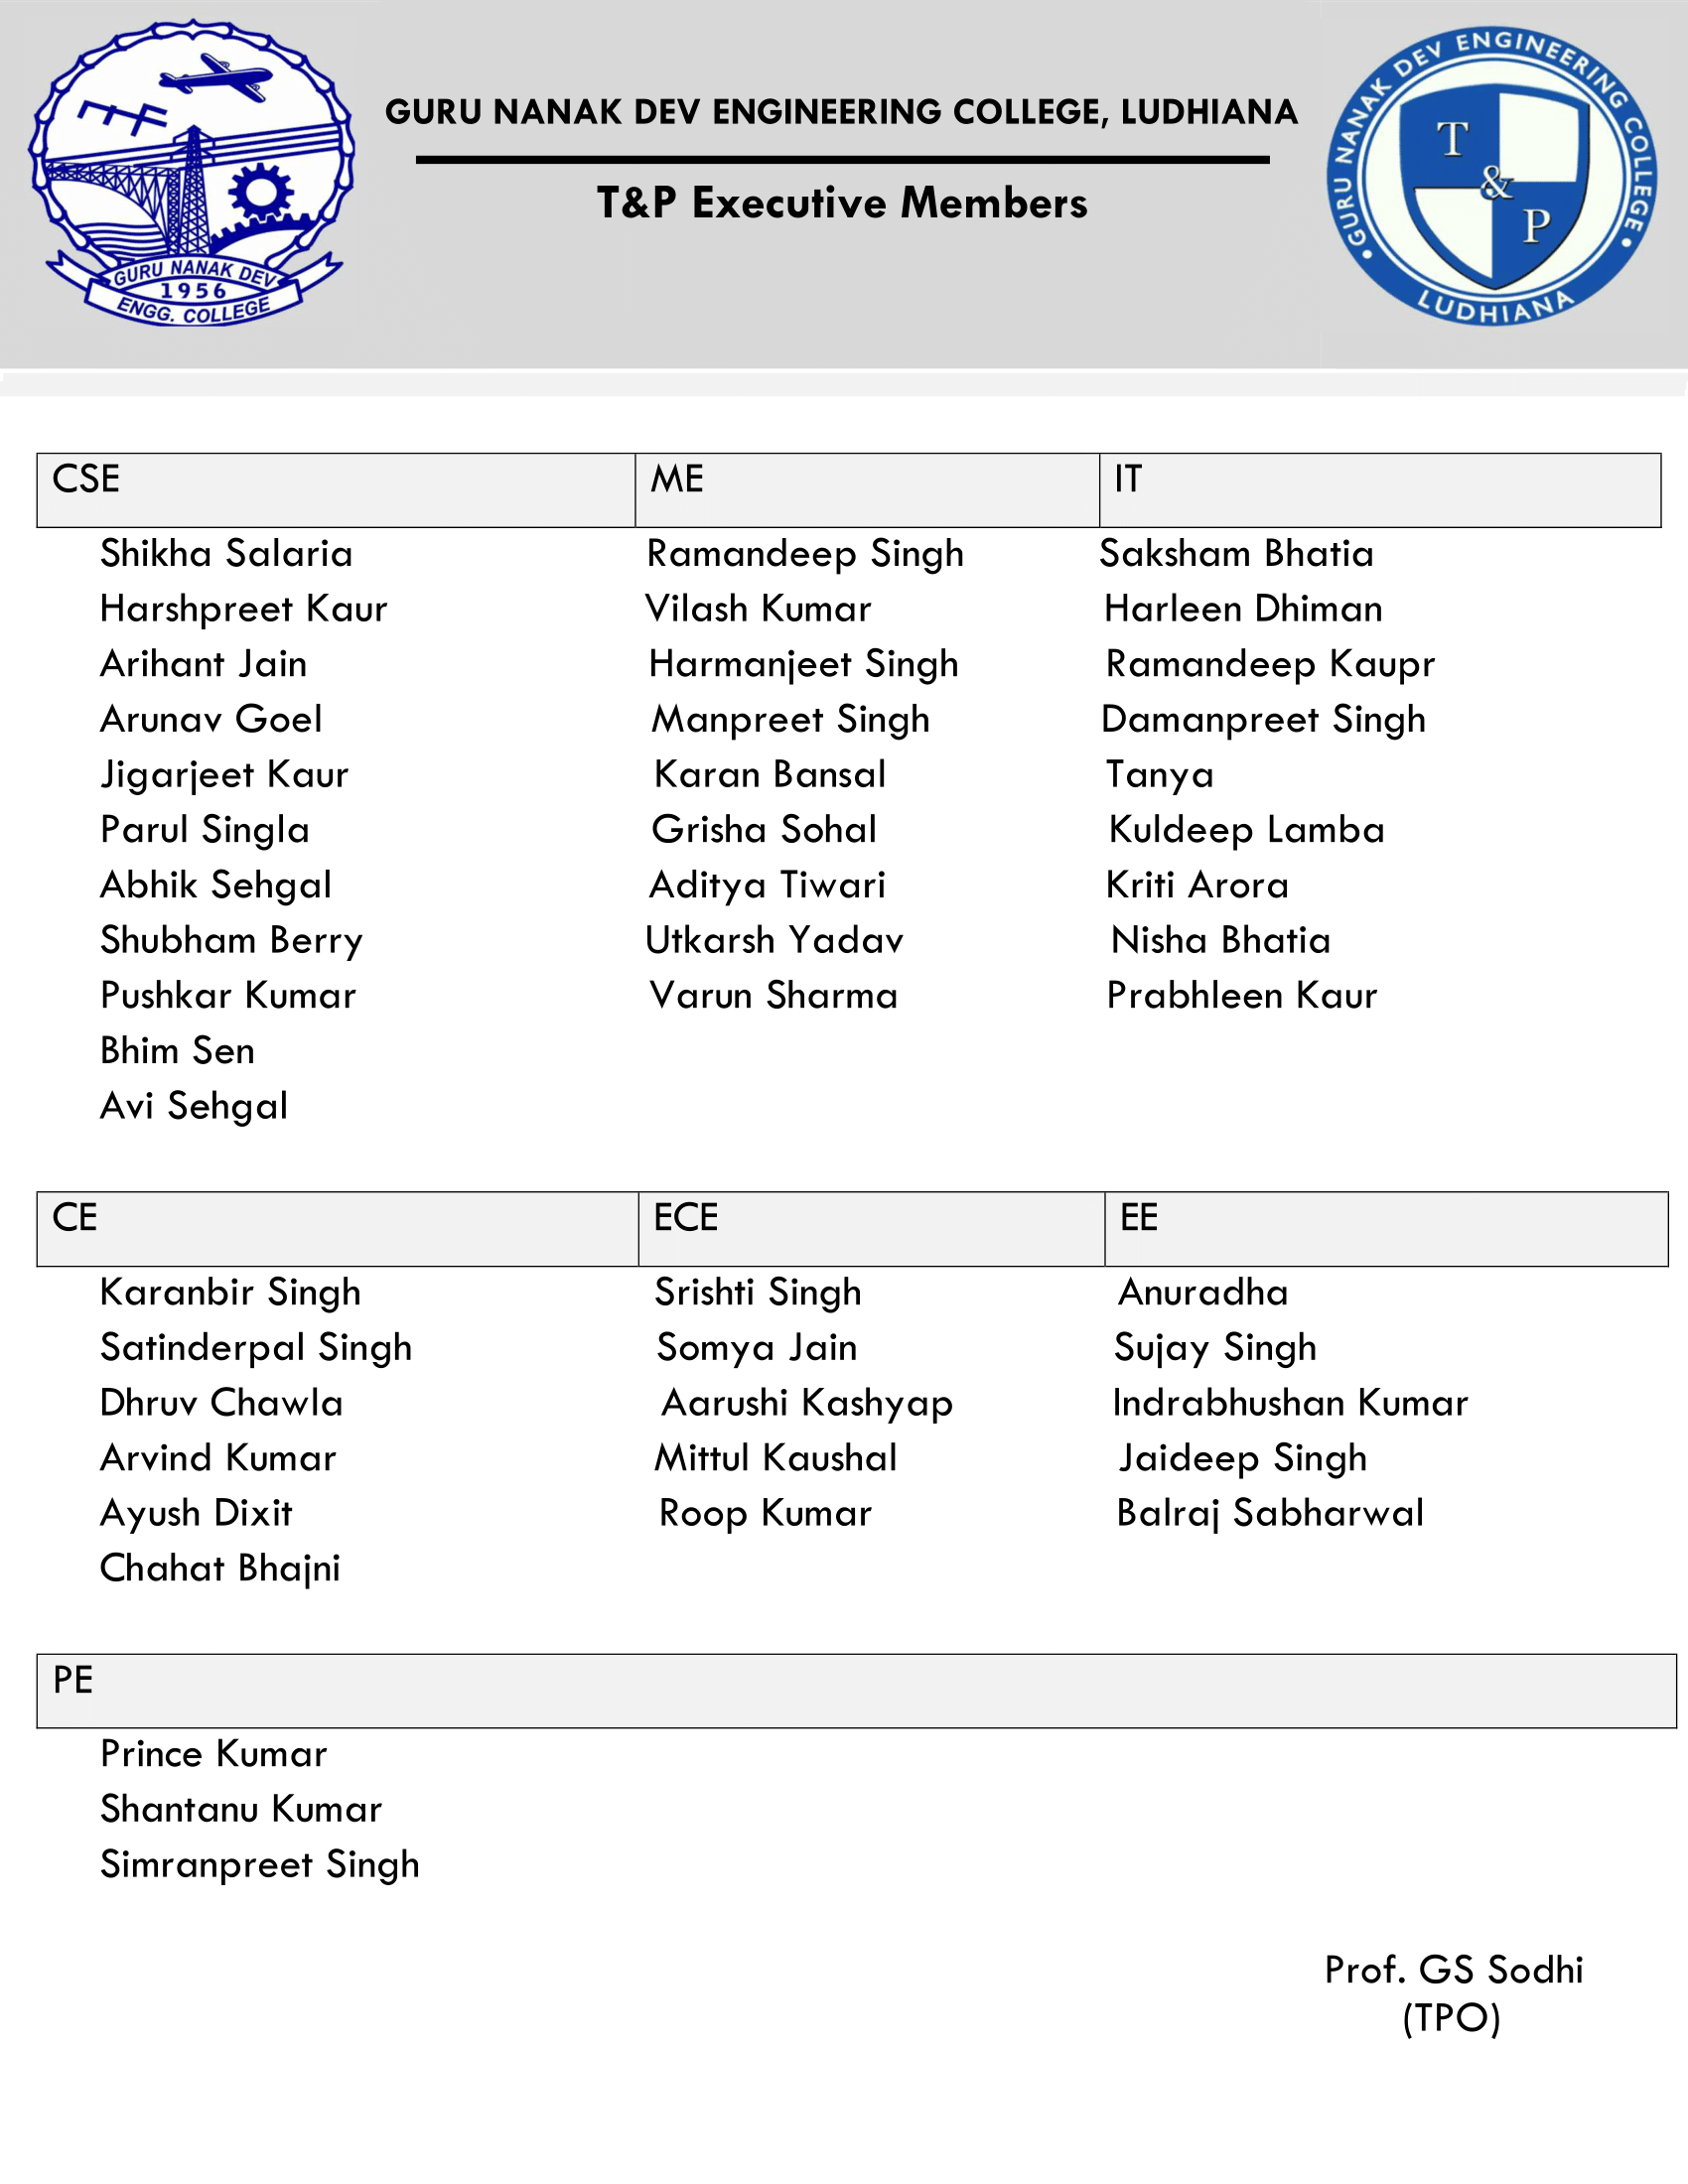 GURU NANAK DEV
1956
ENGG. COLLEGE
GURU NANAK DEV ENGINEERING COLLEGE, LUDHIANA
T&P Executive Members
• GURU NANAK DEV ENGINEERING COLLEGE •
T
&
P
LUDHIANA
CSE ME IT
Shikha Salaria Ramandeep Singh Saksham Bhatia
Harshpreet Kaur Vilash Kumar Harleen Dhiman
Arihant Jain Harmanjeet Singh Ramandeep Kaupr
Arunav Goel Manpreet Singh Damanpreet Singh
Jigarjeet Kaur Karan Bansal Tanya
Parul Singla Grisha Sohal Kuldeep Lamba
Abhik Sehgal Aditya Tiwari Kriti Arora
Shubham Berry Utkarsh Yadav Nisha Bhatia
Pushkar Kumar Varun Sharma Prabhleen Kaur
Bhim Sen
Avi Sehgal
CE ECE EE
Karanbir Singh Srishti Singh Anuradha
Satinderpal Singh Somya Jain Sujay Singh
Dhruv Chawla Aarushi Kashyap Indrabhushan Kumar
Arvind Kumar Mittul Kaushal Jaideep Singh
Ayush Dixit Roop Kumar Balraj Sabharwal
Chahat Bhajni
PE
Prince Kumar
Shantanu Kumar
Simranpreet Singh
Prof. GS Sodhi
(TPO)